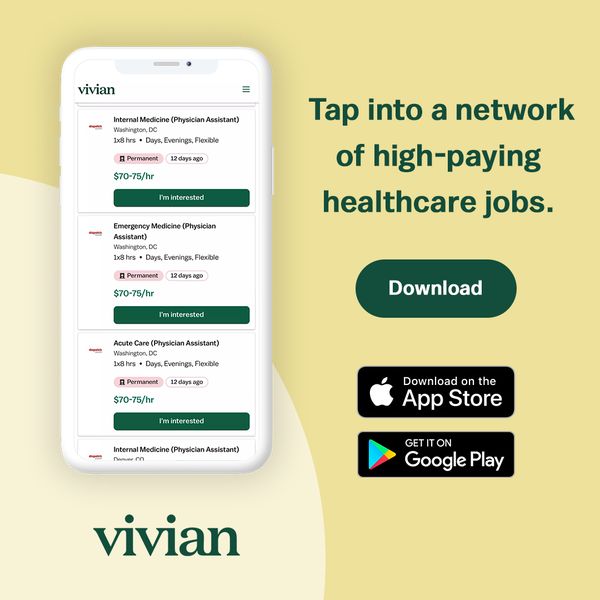 vivian
Internal Medicine (Physician Assistant)
Washington, DC
1x8 hrs • Days, Evenings, Flexible
Permanent
12 days ago
$70-75/hr
I'm interested
Emergency Medicine (Physician
Assistant)
Washington, DC
1x8 hrs • Days, Evenings, Flexible
Permanent
12 days ago
$70-75/hr
I'm interested
Acute Care (Physician Assistant)
Washington, DC
1x8 hrs • Days, Evenings, Flexible
Permanent
12 days ago
$70-75/hr
I'm interested
Internal Medicine (Physician Assistant)
Denver, CO
vivian
Tap into a network
of high-paying
healthcare jobs.
Download
Download on the
App Store
GET IT ON
Google Play